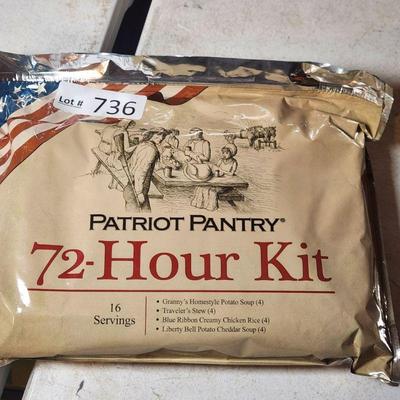 Lot # 736
PATRIOT PANTRY®
72-Hour Kit
16
Servings
• Granny's Homestyle Potato Soup (4)
• Traveler's Stew (4)
• Blue Ribbon Creamy Chicken Rice (4)
• Liberty Bell Potato Cheddar Soup (4)